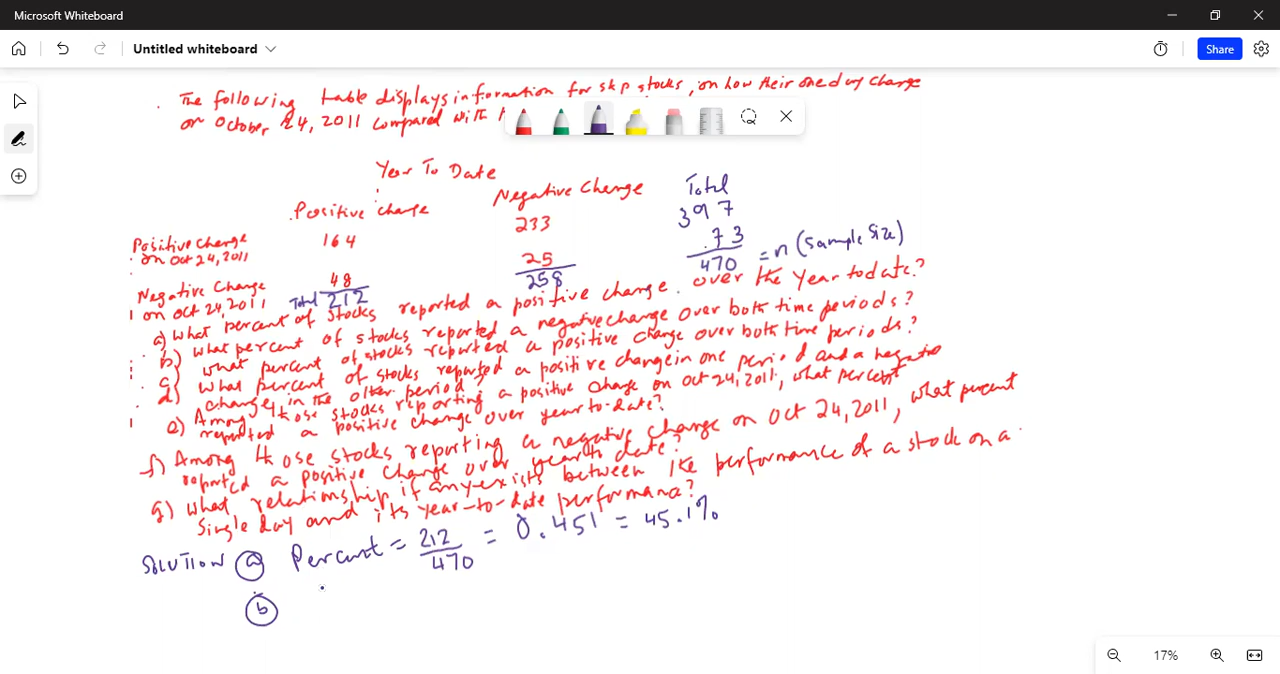 Microsoft Whiteboard
Untitled whiteboard
Share
The following table displays information for s&p stocks, on how their one day change
on October 24, 2011 compared with
Year To Date
Positive change
Negative Change
Total
Positive Change
on Oct 24, 2011
164
233
397
Negative Change
on Oct 24, 2011
48
25
73
Total 212
258
470 = n (Sample Size)
a) What percent of stocks reported a positive change over the Year to date?
b) What percent of stocks reported a negative change over both time periods?
c) What percent of stocks reported a positive change over both time periods?
d) What percent of stocks reported a positive change in one period and a negative
change in the other period?
e) Among those stocks reporting a positive change on Oct 24, 2011, what percent
reported a positive change over year-to-date?
f) Among those stocks reporting a negative change on Oct 24, 2011, what percent
reported a positive change over year to date?
g) What relationship if any exists between the performance of a stock on a
single day and its year-to-date performance?
SOLUTION a Percent = 212/470 = 0.451 = 45.1%
b
17%